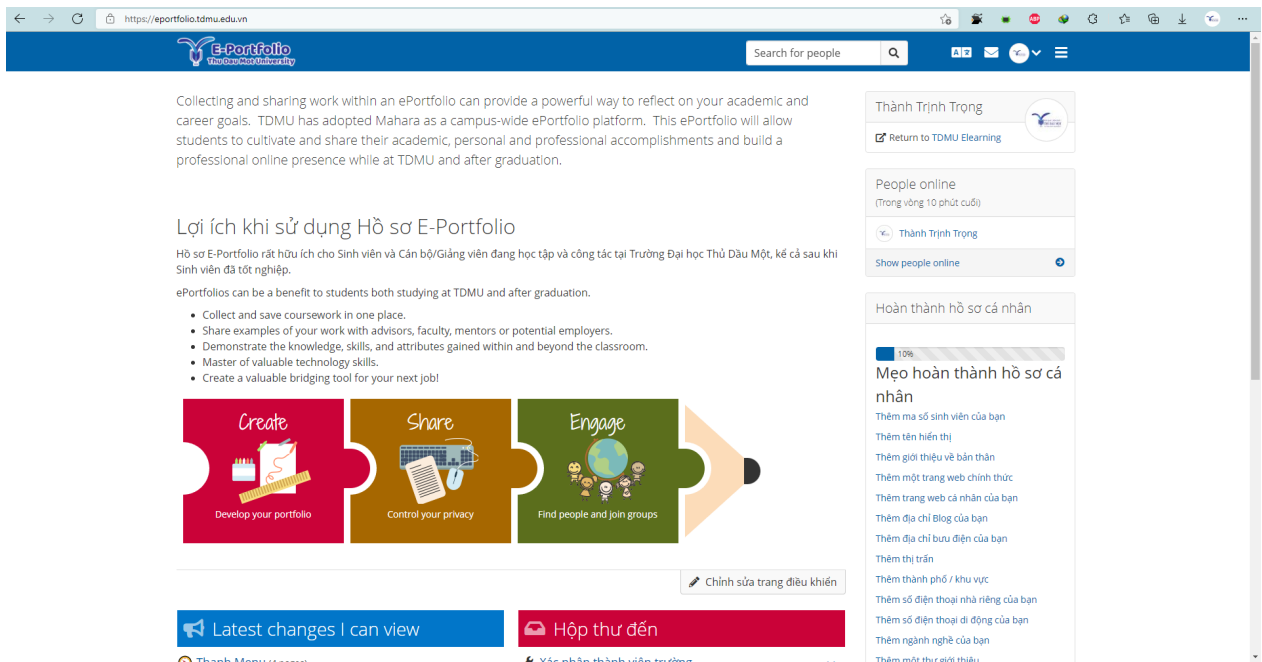 https://eportfolio.tdmu.edu.vn
E-Portfolio
Thu Dau Mot University
Search for people
Collecting and sharing work within an ePortfolio can provide a powerful way to reflect on your academic and
career goals. TDMU has adopted Mahara as a campus-wide ePortfolio platform. This ePortfolio will allow
students to cultivate and share their academic, personal and professional accomplishments and build a
professional online presence while at TDMU and after graduation.
Lợi ích khi sử dụng Hồ sơ E-Portfolio
Hồ sơ E-Portfolio rất hữu ích cho Sinh viên và Cán bộ/Giảng viên đang học tập và công tác tại Trường Đại học Thủ Dầu Một, kể cả sau khi
Sinh viên đã tốt nghiệp.
ePortfolios can be a benefit to students both studying at TDMU and after graduation.
Collect and save coursework in one place.
Share examples of your work with advisors, faculty, mentors or potential employers.
Demonstrate the knowledge, skills, and attributes gained within and beyond the classroom.
Master of valuable technology skills.
Create a valuable bridging tool for your next job!
Create
Develop your portfolio
Share
Control your privacy
Engage
Find people and join groups
Chỉnh sửa trang điều khiển
Latest changes I can view
Thanh Menu
Hộp thư đến
Xác nhận thành viên trường
Thành Trịnh Trọng
Return to TDMU Elearning
People online
(Trong vòng 10 phút cuối)
Thành Trịnh Trọng
Show people online
Hoàn thành hồ sơ cá nhân
10%
Mẹo hoàn thành hồ sơ cá
nhân
Thêm ma số sinh viên của bạn
Thêm tên hiển thị
Thêm giới thiệu về bản thân
Thêm một trang web chính thức
Thêm trang web cá nhân của bạn
Thêm địa chỉ Blog của bạn
Thêm địa chỉ bưu điện của bạn
Thêm thị trấn
Thêm thành phố / khu vực
Thêm số điện thoại nhà riêng của bạn
Thêm số điện thoại di động của bạn
Thêm ngành nghề của bạn
Thêm một thư giới thiệu